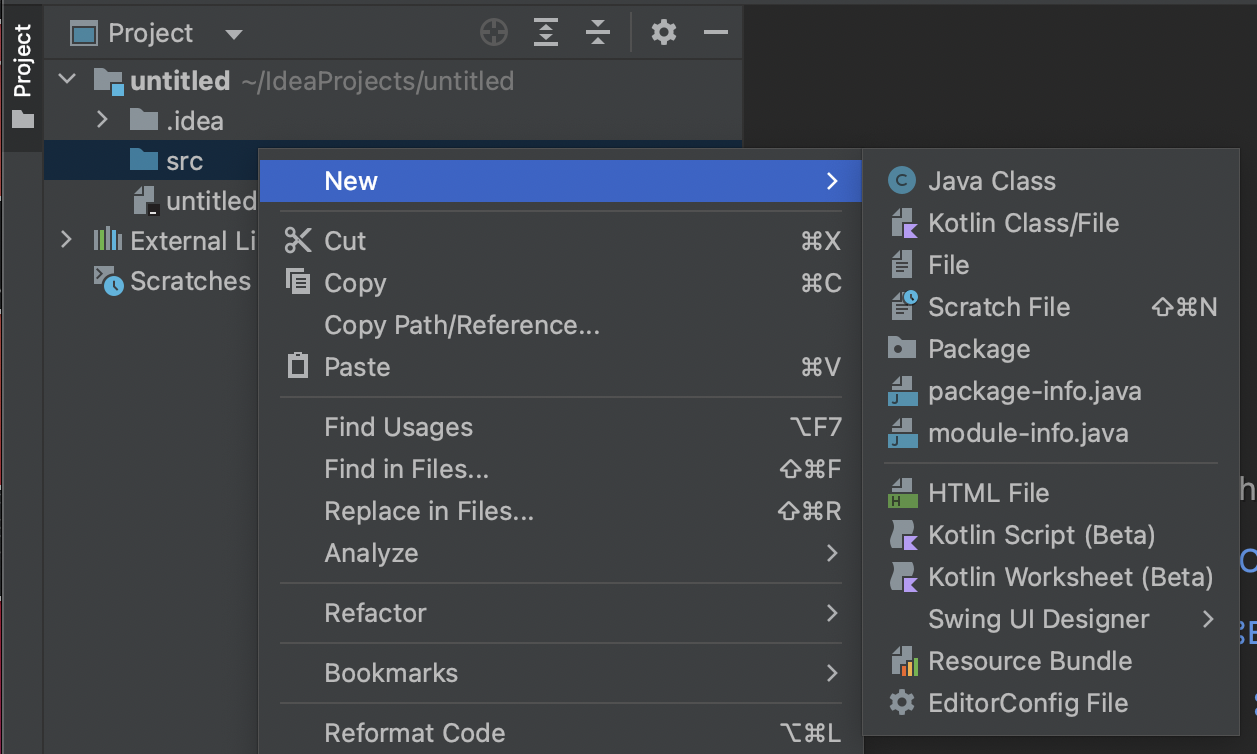 Project
Project
untitled ~/IdeaProjects/untitled
.idea
src
untitled
External Li
Scratches
New
Cut ⌘X
Copy ⌘C
Copy Path/Reference...
Paste ⌘V
Find Usages ⌥F7
Find in Files... ⇧⌘F
Replace in Files... ⇧⌘R
Analyze
Refactor
Bookmarks
Reformat Code ⌥⌘L
Java Class
Kotlin Class/File
File
Scratch File ⇧⌘N
Package
package-info.java
module-info.java
HTML File
Kotlin Script (Beta)
Kotlin Worksheet (Beta)
Swing UI Designer
Resource Bundle
EditorConfig File